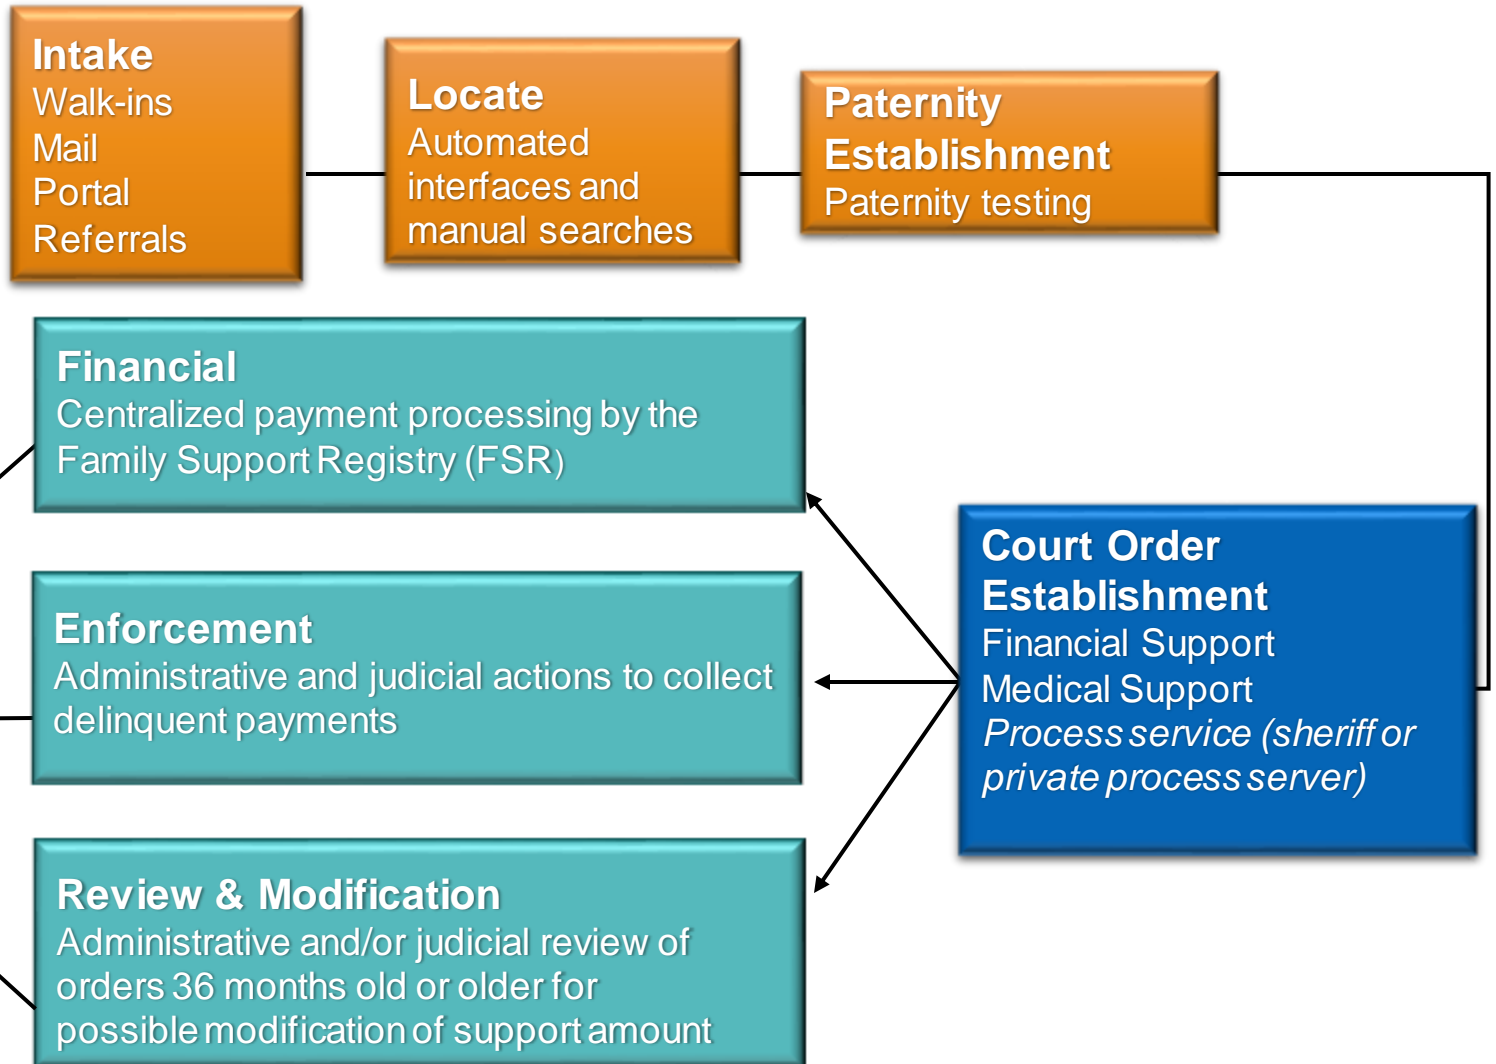 Intake
Walk-ins
Mail
Portal
Referrals
Locate
Automated
interfaces and
manual searches
Paternity
Establishment
Paternity testing
Financial
Centralized payment processing by the
Family Support Registry (FSR)
Enforcement
Administrative and judicial actions to collect
delinquent payments
Review & Modification
Administrative and/or judicial review of
orders 36 months old or older for
possible modification of support amount
Court Order
Establishment
Financial Support
Medical Support
Process service (sheriff or
private process server)